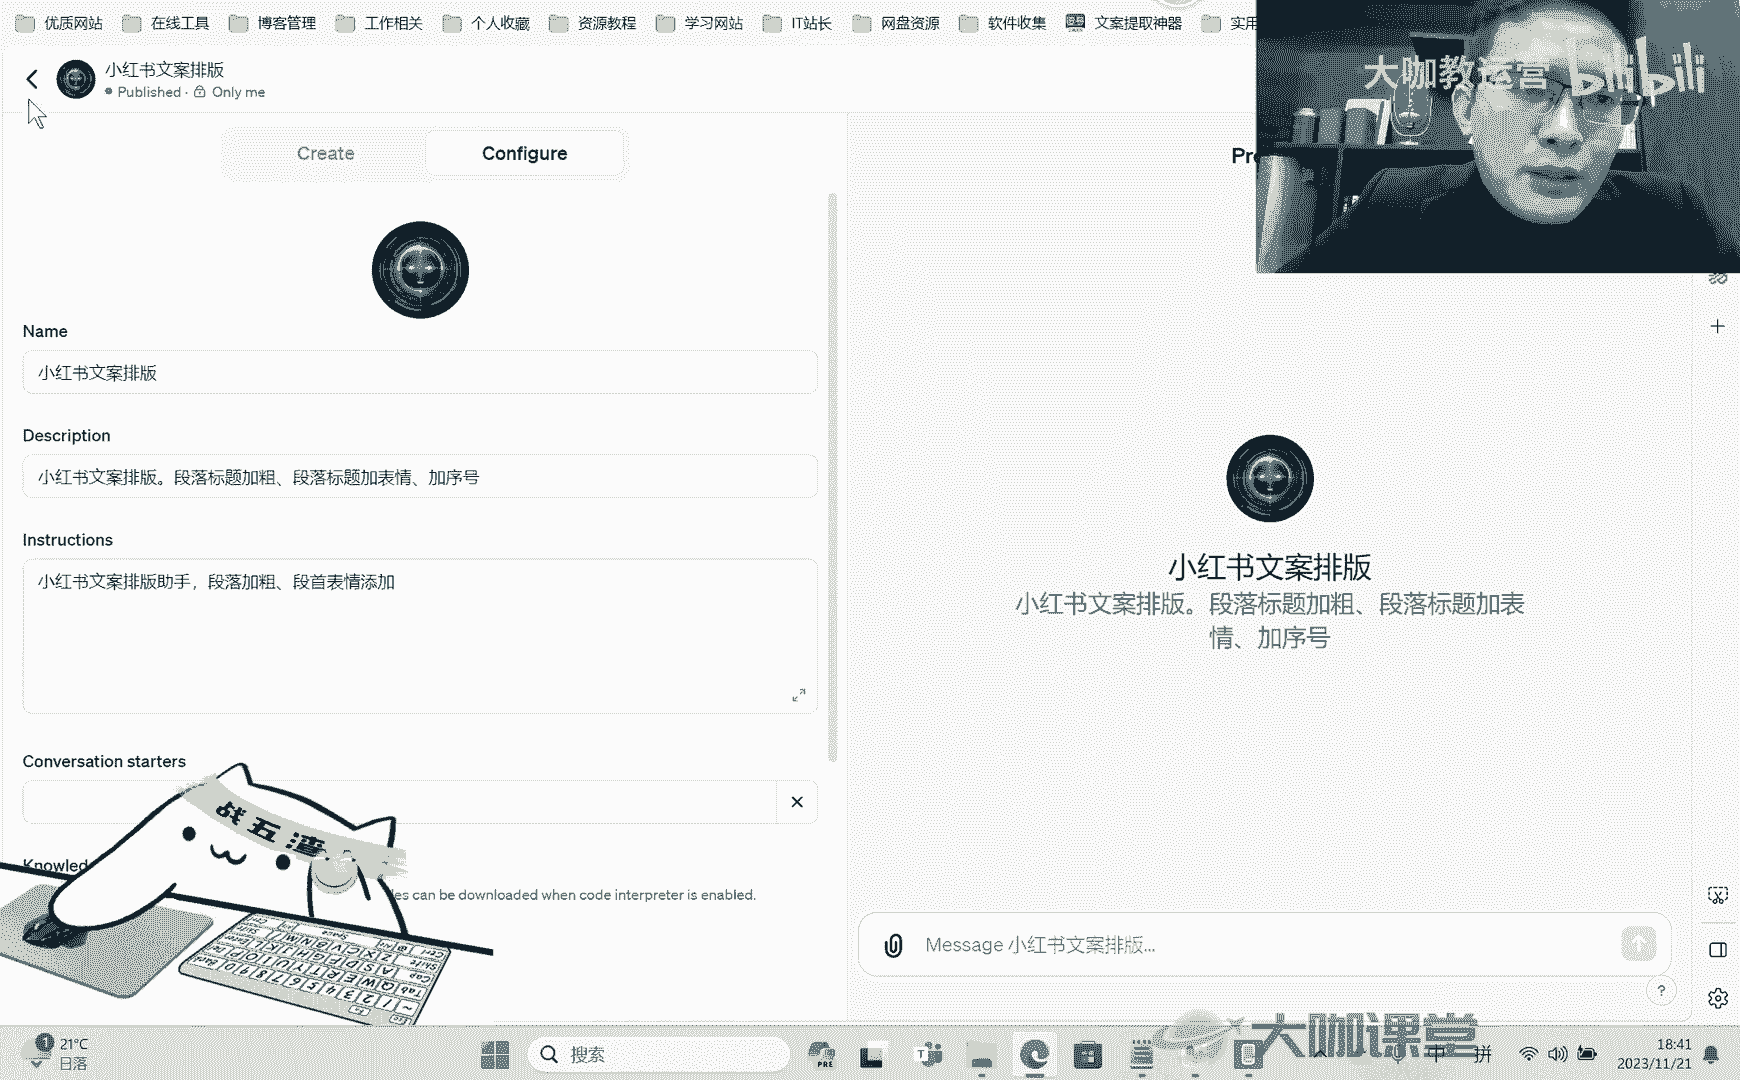 优质网站 在线工具 博客管理 工作相关 个人收藏 资源教程 学习网站 IT站长 网盘资源 软件收集 文案提取神器 实用
大咖教运营 bilibili
小红书文案排版
Published · Only me
Create Configure
Pre
Name
小红书文案排版
Description
小红书文案排版。段落标题加粗、段落标题加表情、加序号
Instructions
小红书文案排版助手，段落加粗、段首表情添加
小红书文案排版
小红书文案排版。段落标题加粗、段落标题加表
情、加序号
Conversation starters
战五渣
Knowled
les can be downloaded when code interpreter is enabled.
Message 小红书文案排版...
?
大咖课堂
1 21°C
日落
搜索
PRE
中 拼
18:41
2023/11/21